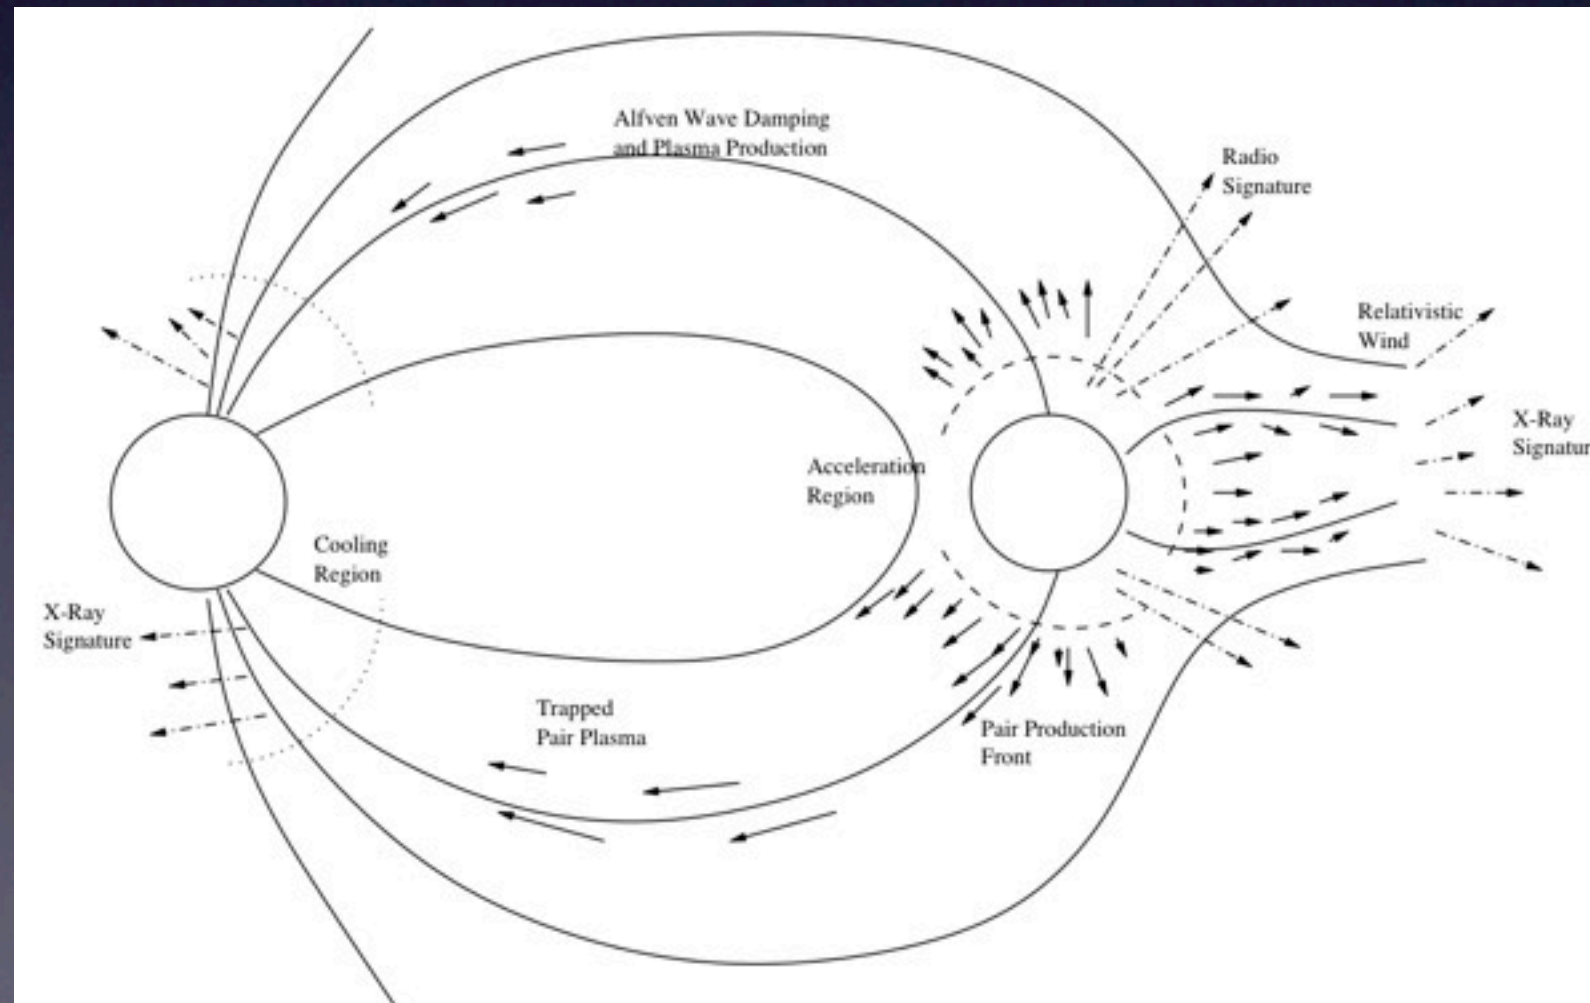 Alfven Wave Damping
and Plasma Production
Radio
Signature
Relativistic
Wind
X-Ray
Signatur
Acceleration
Region
Cooling
Region
X-Ray
Signature
Trapped
Pair Plasma
Pair Production
Front